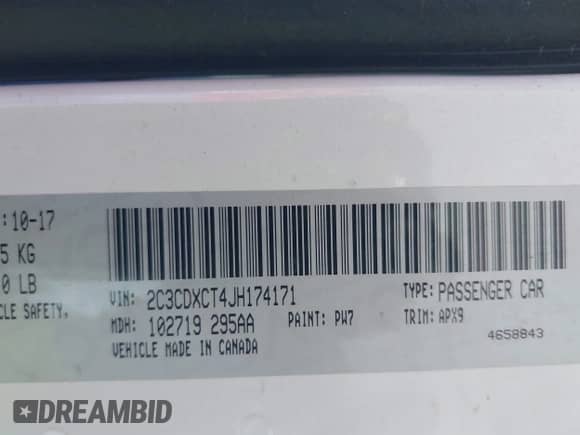 : 10-17
5 KG
0 LB
CLE SAFETY,
VIN: 2C3CDXCT4JH174171
TYPE: PASSENGER CAR
MDH: 102719 295AA
PAINT: PW7
TRIM: APX9
VEHICLE MADE IN CANADA
4658843
DREAMBID